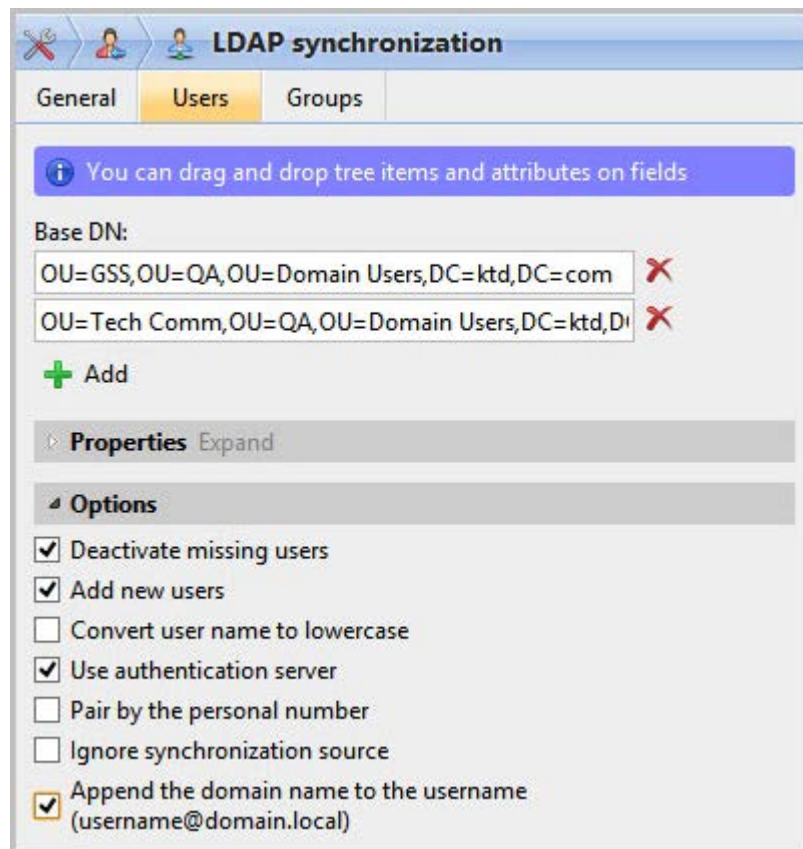 LDAP synchronization
General Users Groups
You can drag and drop tree items and attributes on fields
Base DN:
OU=GSS,OU=QA,OU=Domain Users,DC=ktd,DC=com
OU=Tech Comm,OU=QA,OU=Domain Users,DC=ktd,D
Add
Properties Expand
Options
Deactivate missing users
Add new users
Convert user name to lowercase
Use authentication server
Pair by the personal number
Ignore synchronization source
Append the domain name to the username
(username@domain.local)